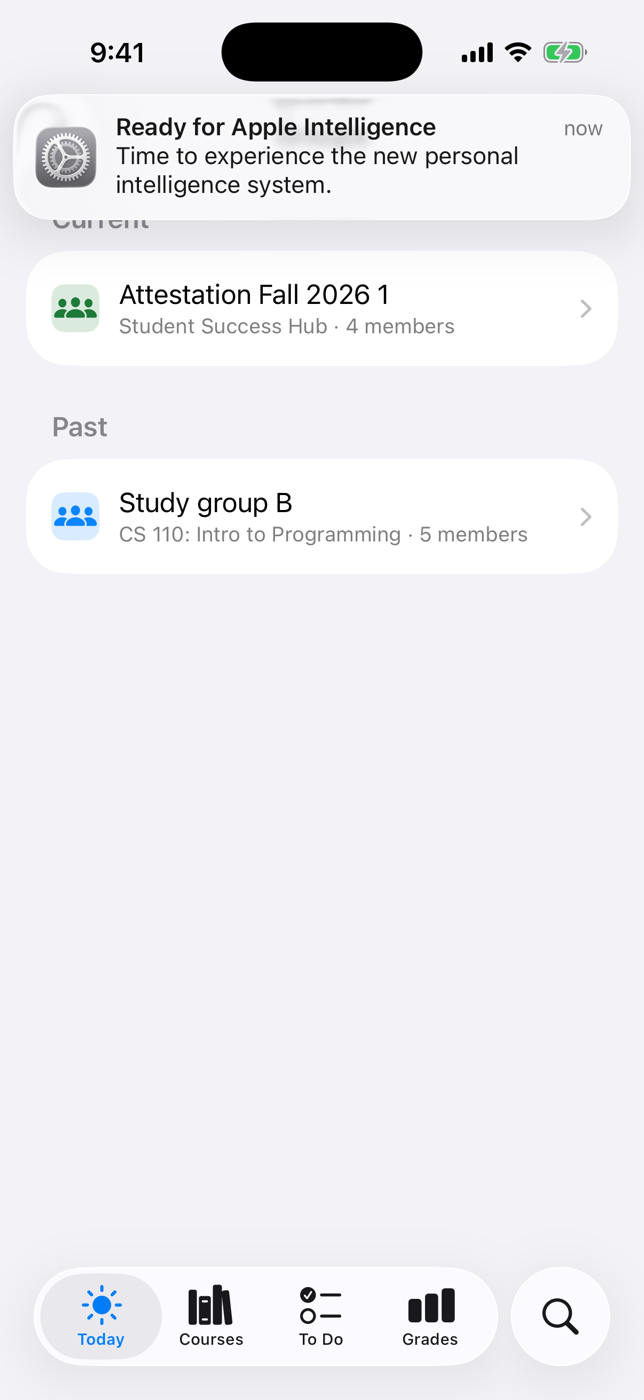 9:41
Ready for Apple Intelligence
now
Time to experience the new personal
intelligence system.
Current
Attestation Fall 2026 1
Student Success Hub · 4 members
Past
Study group B
CS 110: Intro to Programming · 5 members
Today
Courses
To Do
Grades